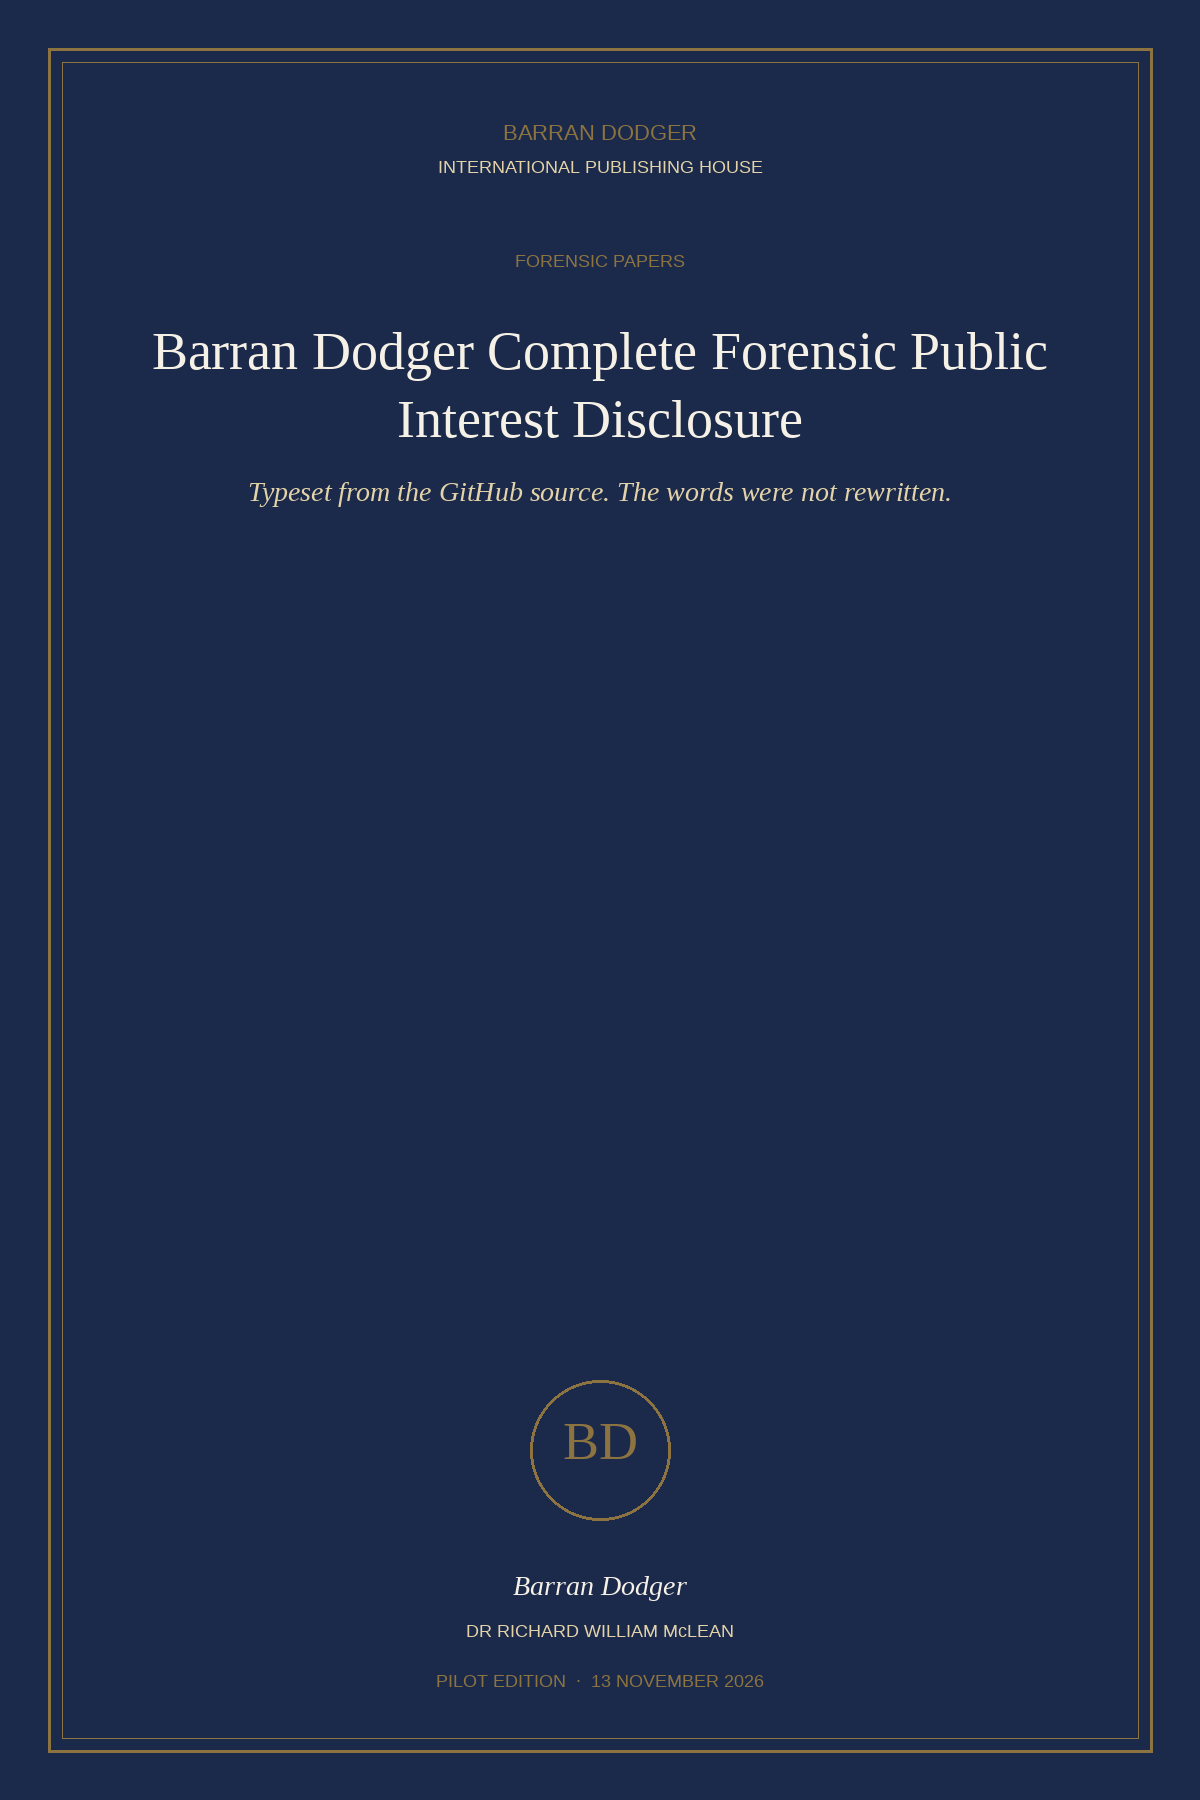 BARRAN DODGER
INTERNATIONAL PUBLISHING HOUSE
FORENSIC PAPERS
Barran Dodger Complete Forensic Public
Interest Disclosure
Typeset from the GitHub source. The words were not rewritten.
BD
Barran Dodger
DR RICHARD WILLIAM McLEAN
PILOT EDITION · 13 NOVEMBER 2026